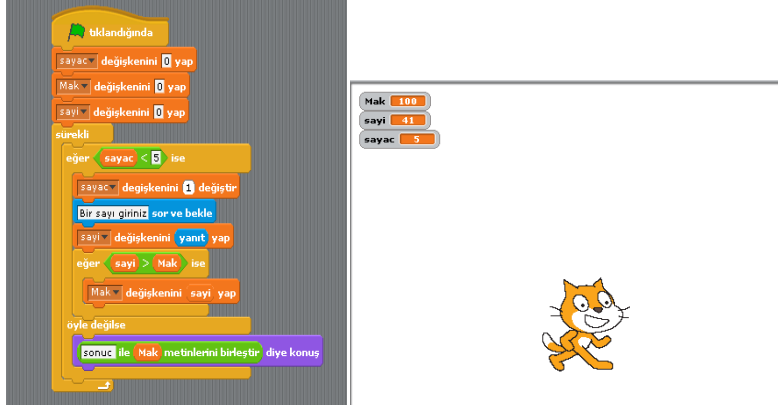 tıklandığında
sayac değişkenini 0 yap
Mak değişkenini 0 yap
sayi değişkenini 0 yap
sürekli
eğer sayac < 5 ise
sayac degişkenini 1 değiştir
Bir sayı giriniz sor ve bekle
sayi değişkenini yanıt yap
eğer sayi > Mak ise
Mak değişkenini sayi yap
öyle değilse
sonuc ile Mak metinlerini birleştir diye konuş
Mak 100
sayi 41
sayac 5